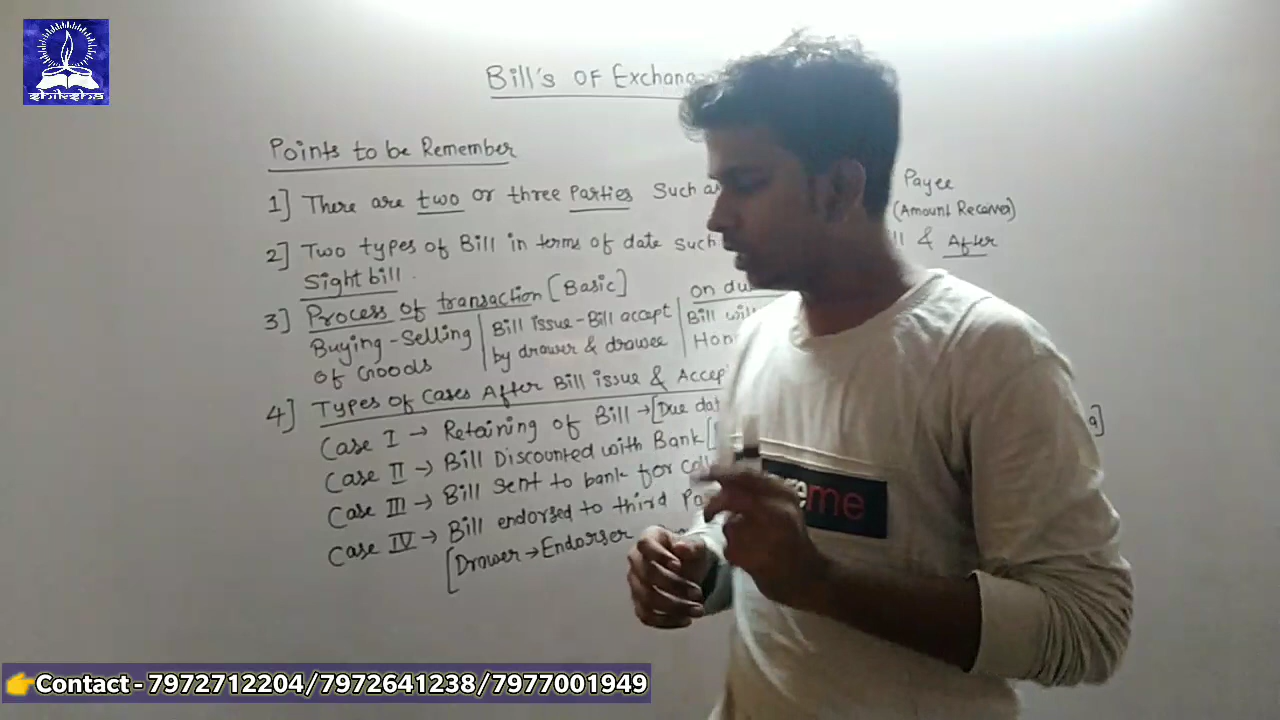 shiksha
Bill's of Exchang
Points to be Remember
1] There are two or three Parties Such a
Payee
(Amount Receiver)
2] Two types of Bill in terms of date Such
& After
Sight bill.
3] Process of transaction [Basic]
on du
Buying-Selling | Bill issue-Bill accept | Bill will
of Goods | by drawer & drawee | Hon
4] Types of Cases After Bill issue & Accep
Case I → Retaining of Bill → [Due dat
Case II → Bill Discounted with Bank [
Case III → Bill sent to bank for Coll
Case IV → Bill endorsed to third Pa
[Drawer → Endorser
me
👉Contact - 7972712204/7972641238/7977001949